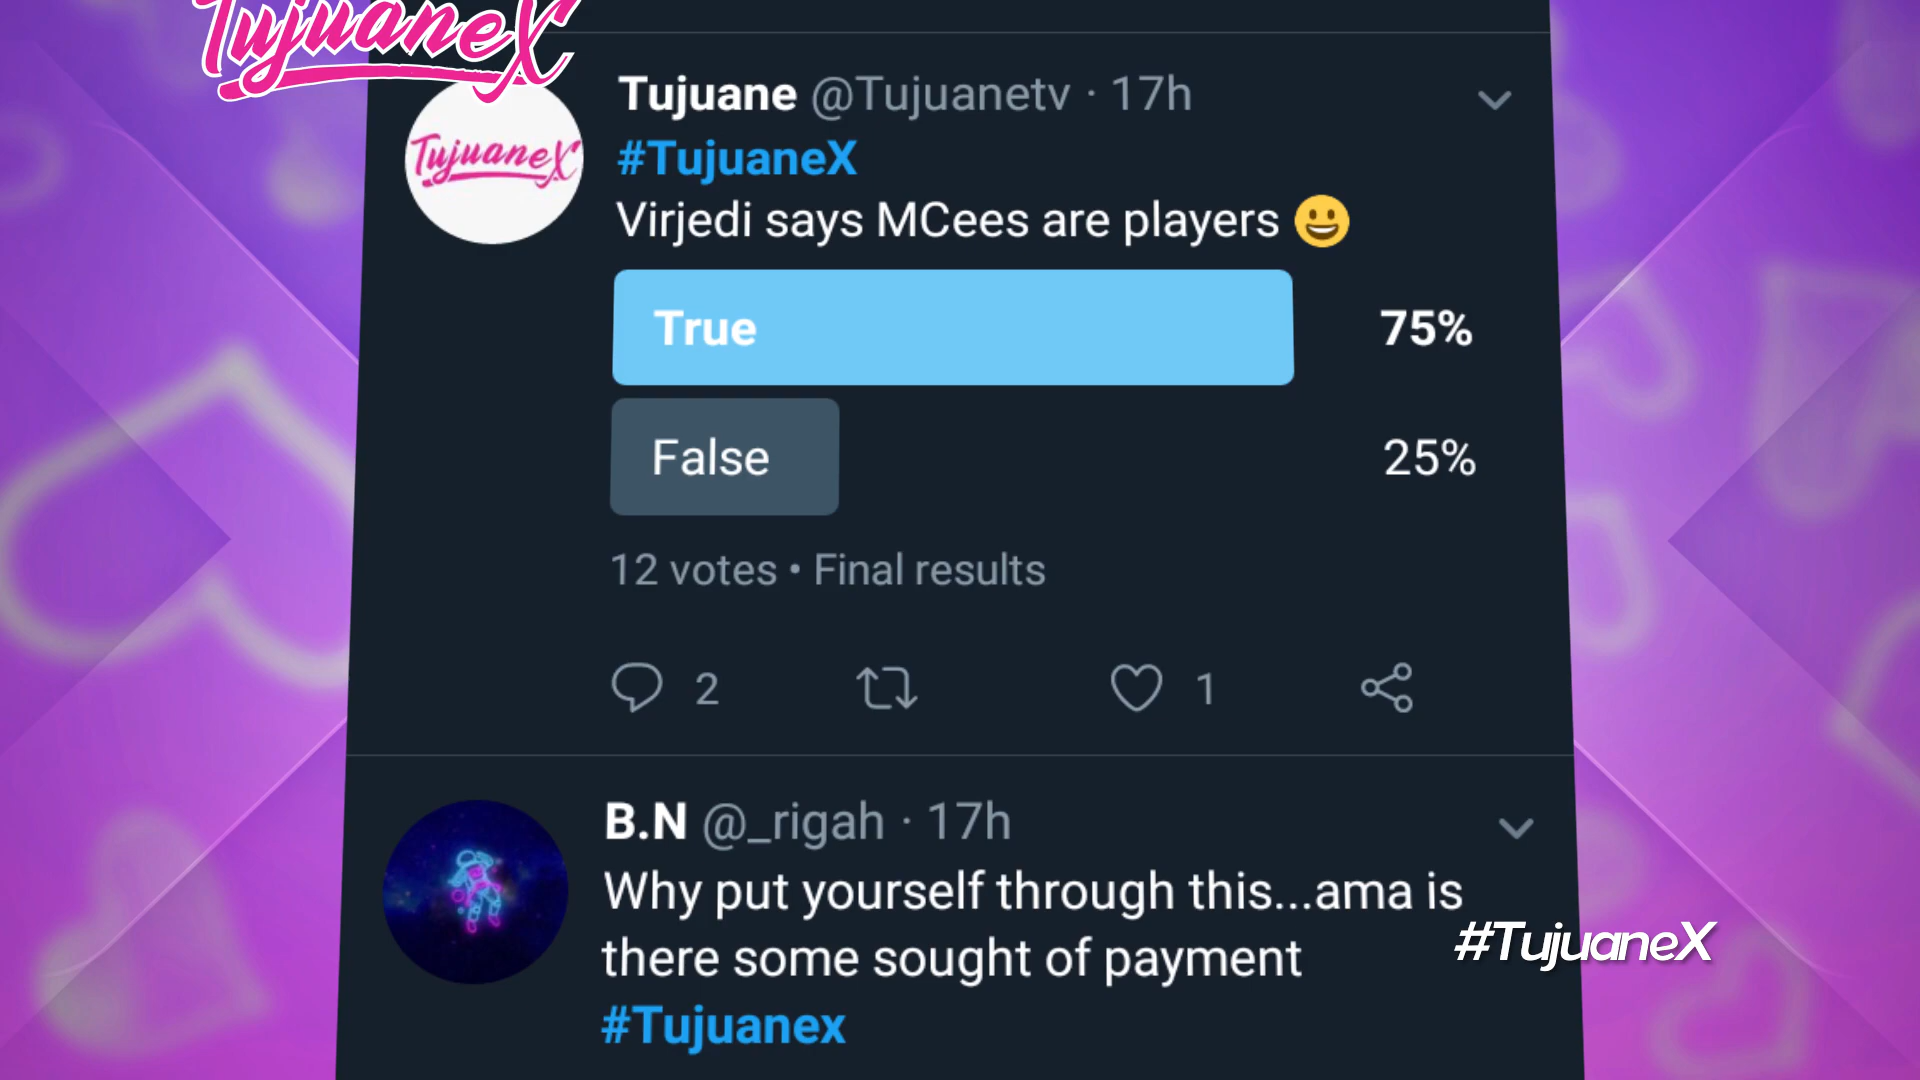 TujuaneX
Tujuane @Tujuanetv · 17h
TujuaneX
#TujuaneX
Virjedi says MCees are players 😀
True 75%
False 25%
12 votes • Final results
2 1
B.N @_rigah · 17h
Why put yourself through this...ama is
there some sought of payment
#TujuaneX
#Tujuanex